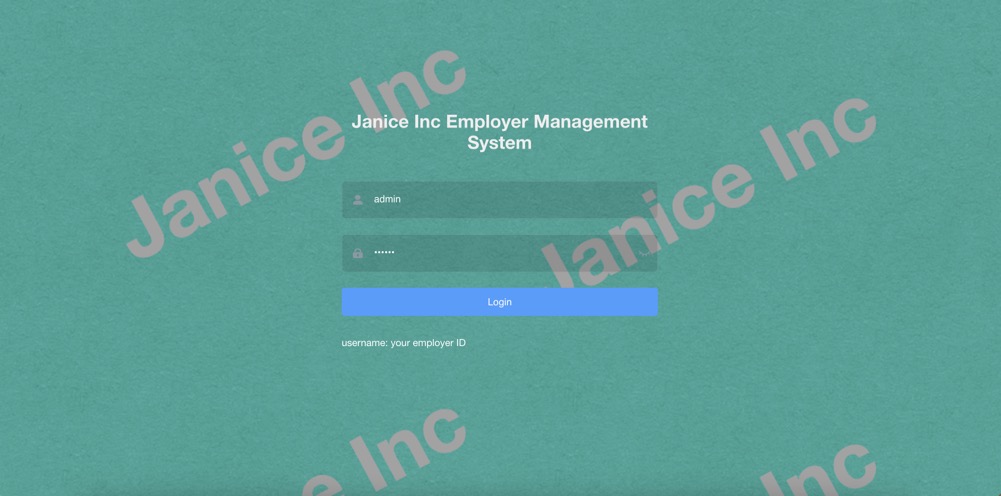 Janice Inc
Janice Inc
Janice Inc Employer Management
System
admin
••••••
Login
username: your employer ID
e Inc
Inc